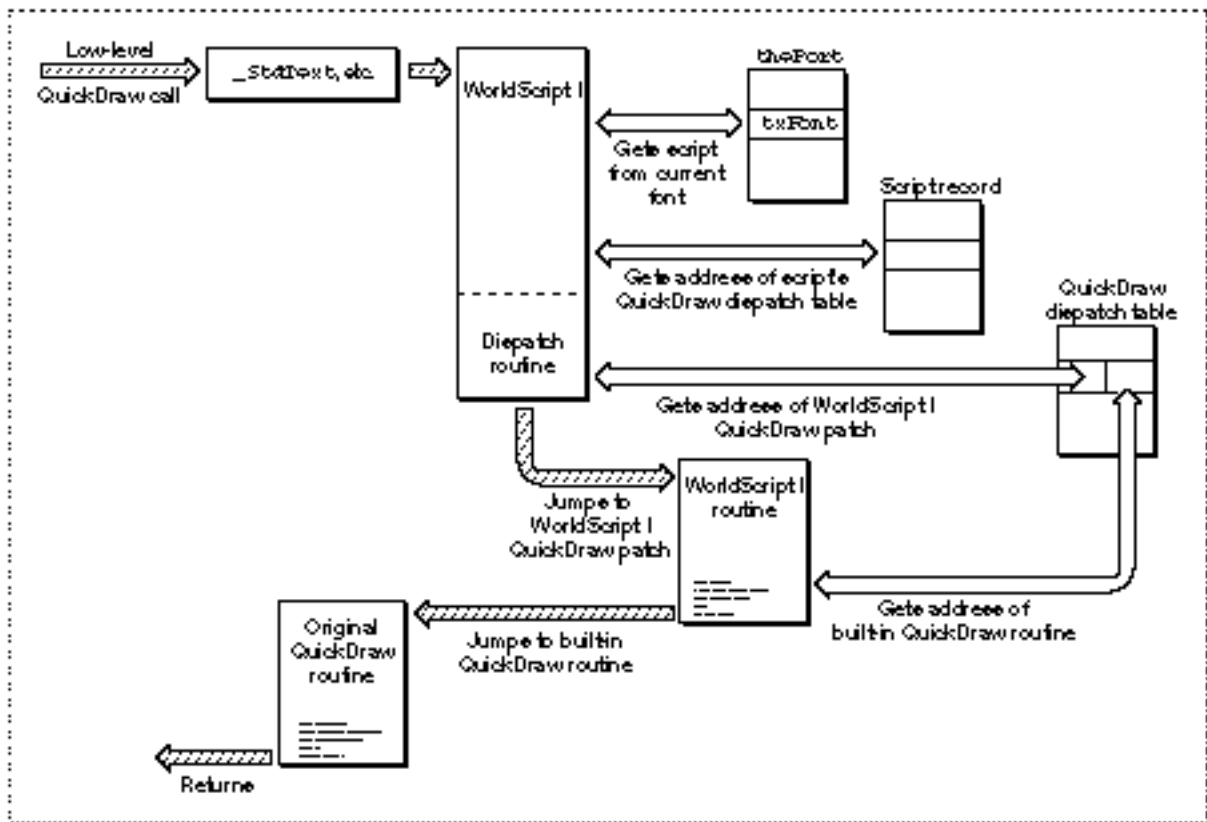 Low-level
QuickDraw call
_StdText, etc.
WorldScript I
thePort
txFont
Gets script
from current
font
Script record
Gets address of script's
QuickDraw dispatch table
QuickDraw
dispatch table
Dispatch
routine
Gets address of WorldScript I
QuickDraw patch
Jumps to
WorldScript I
QuickDraw patch
WorldScript I
routine
Gets address of
built-in QuickDraw routine
Original
QuickDraw
routine
Jumps to built-in
QuickDraw routine
Returns